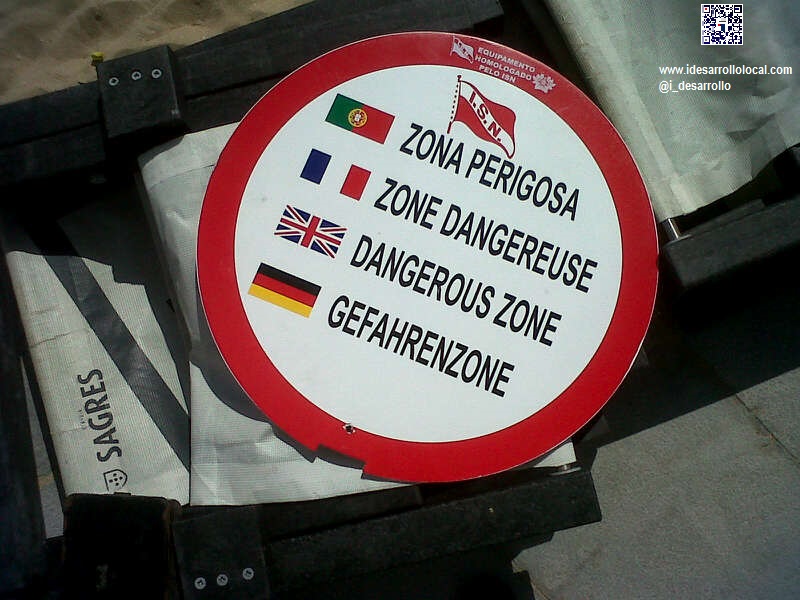 www.idesarrollolocal.com
@i_desarrollo
EQUIPAMENTO
HOMOLOGADO
PELO ISN
I.S.N.
ZONA PERIGOSA
ZONE DANGEREUSE
DANGEROUS ZONE
GEFAHRENZONE
SAGRES